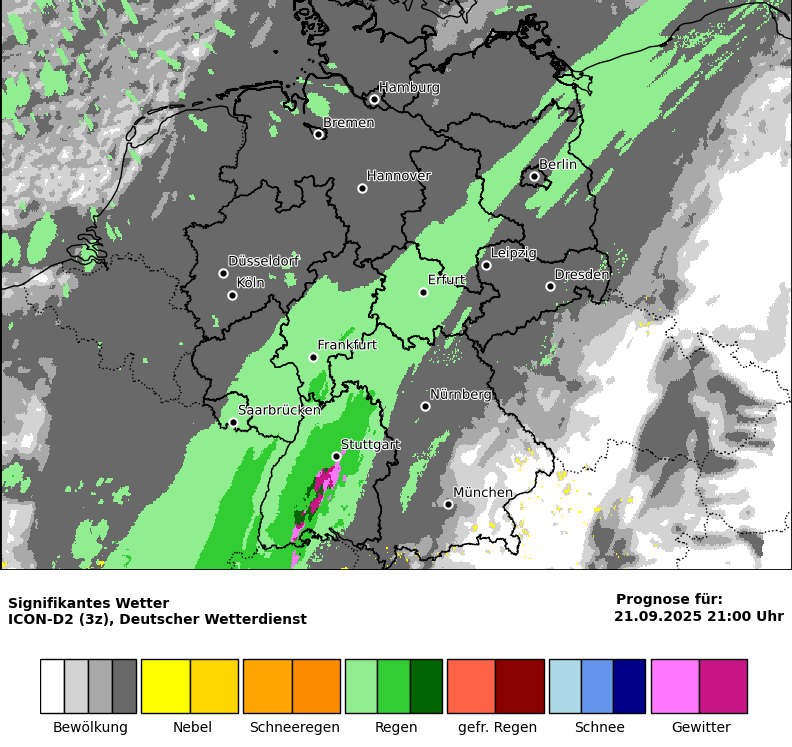 Hamburg
Bremen
Berlin
Hannover
Leipzig
Düsseldorf
Dresden
Köln
Erfurt
Frankfurt
Nürnberg
Saarbrücken
Stuttgart
München
Signifikantes Wetter
ICON-D2 (3z), Deutscher Wetterdienst
Prognose für:
21.09.2025 21:00 Uhr
Bewölkung Nebel Schneeregen Regen gefr. Regen Schnee Gewitter